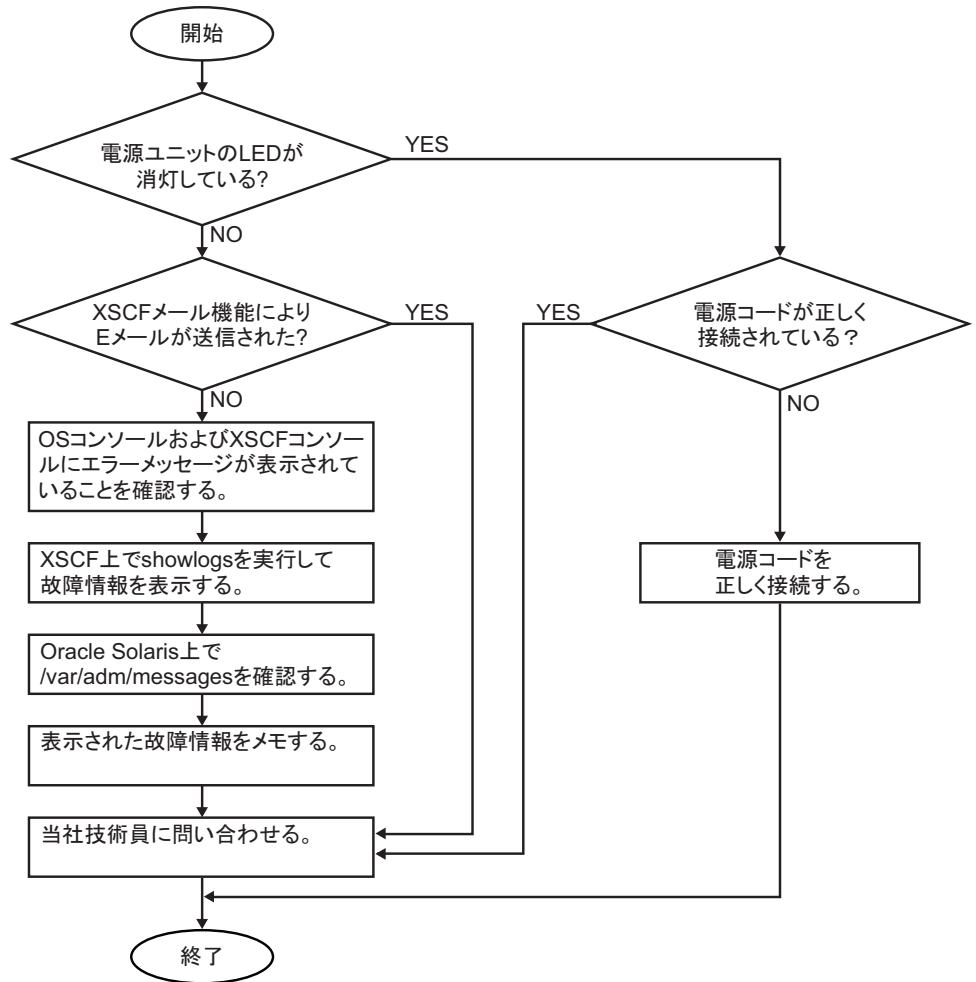 開始
電源ユニットのLEDが
消灯している?
YES
NO
XSCFメール機能により
Eメールが送信された?
YES
YES
電源コードが正しく
接続されている？
NO
NO
OSコンソールおよびXSCFコンソー
ルにエラーメッセージが表示されて
いることを確認する。
XSCF上でshowlogsを実行して
故障情報を表示する。
電源コードを
正しく接続する。
Oracle Solaris上で
/var/adm/messagesを確認する。
表示された故障情報をメモする。
当社技術員に問い合わせる。
終了